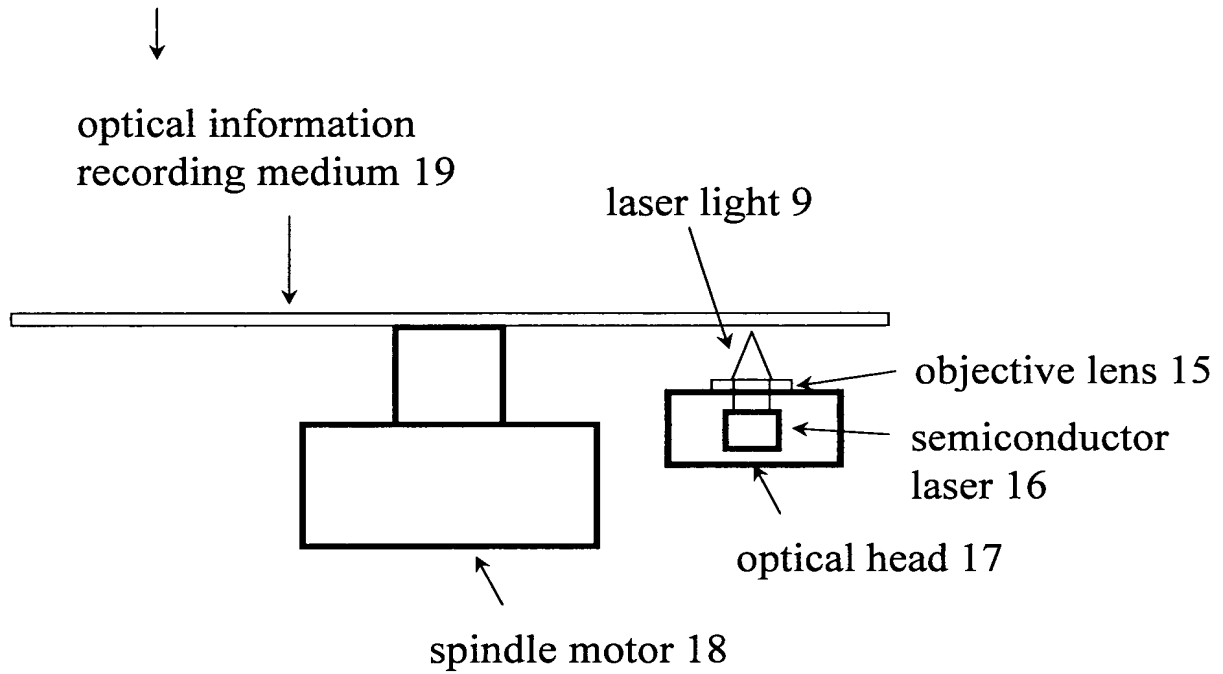 optical information
recording medium 19
laser light 9
objective lens 15
semiconductor
laser 16
optical head 17
spindle motor 18